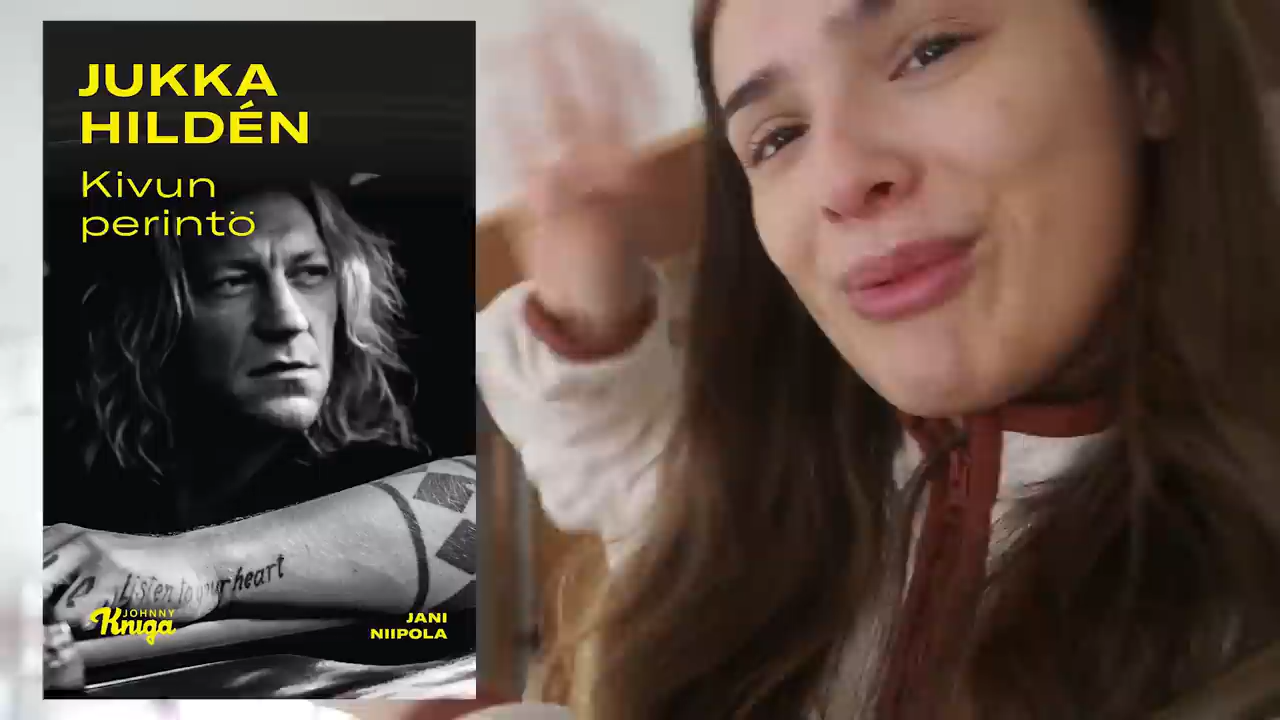 JUKKA
HILDÉN
Kivun
perintö
Listen to your heart
JOHNNY
Kniga
JANI
NIIPOLA